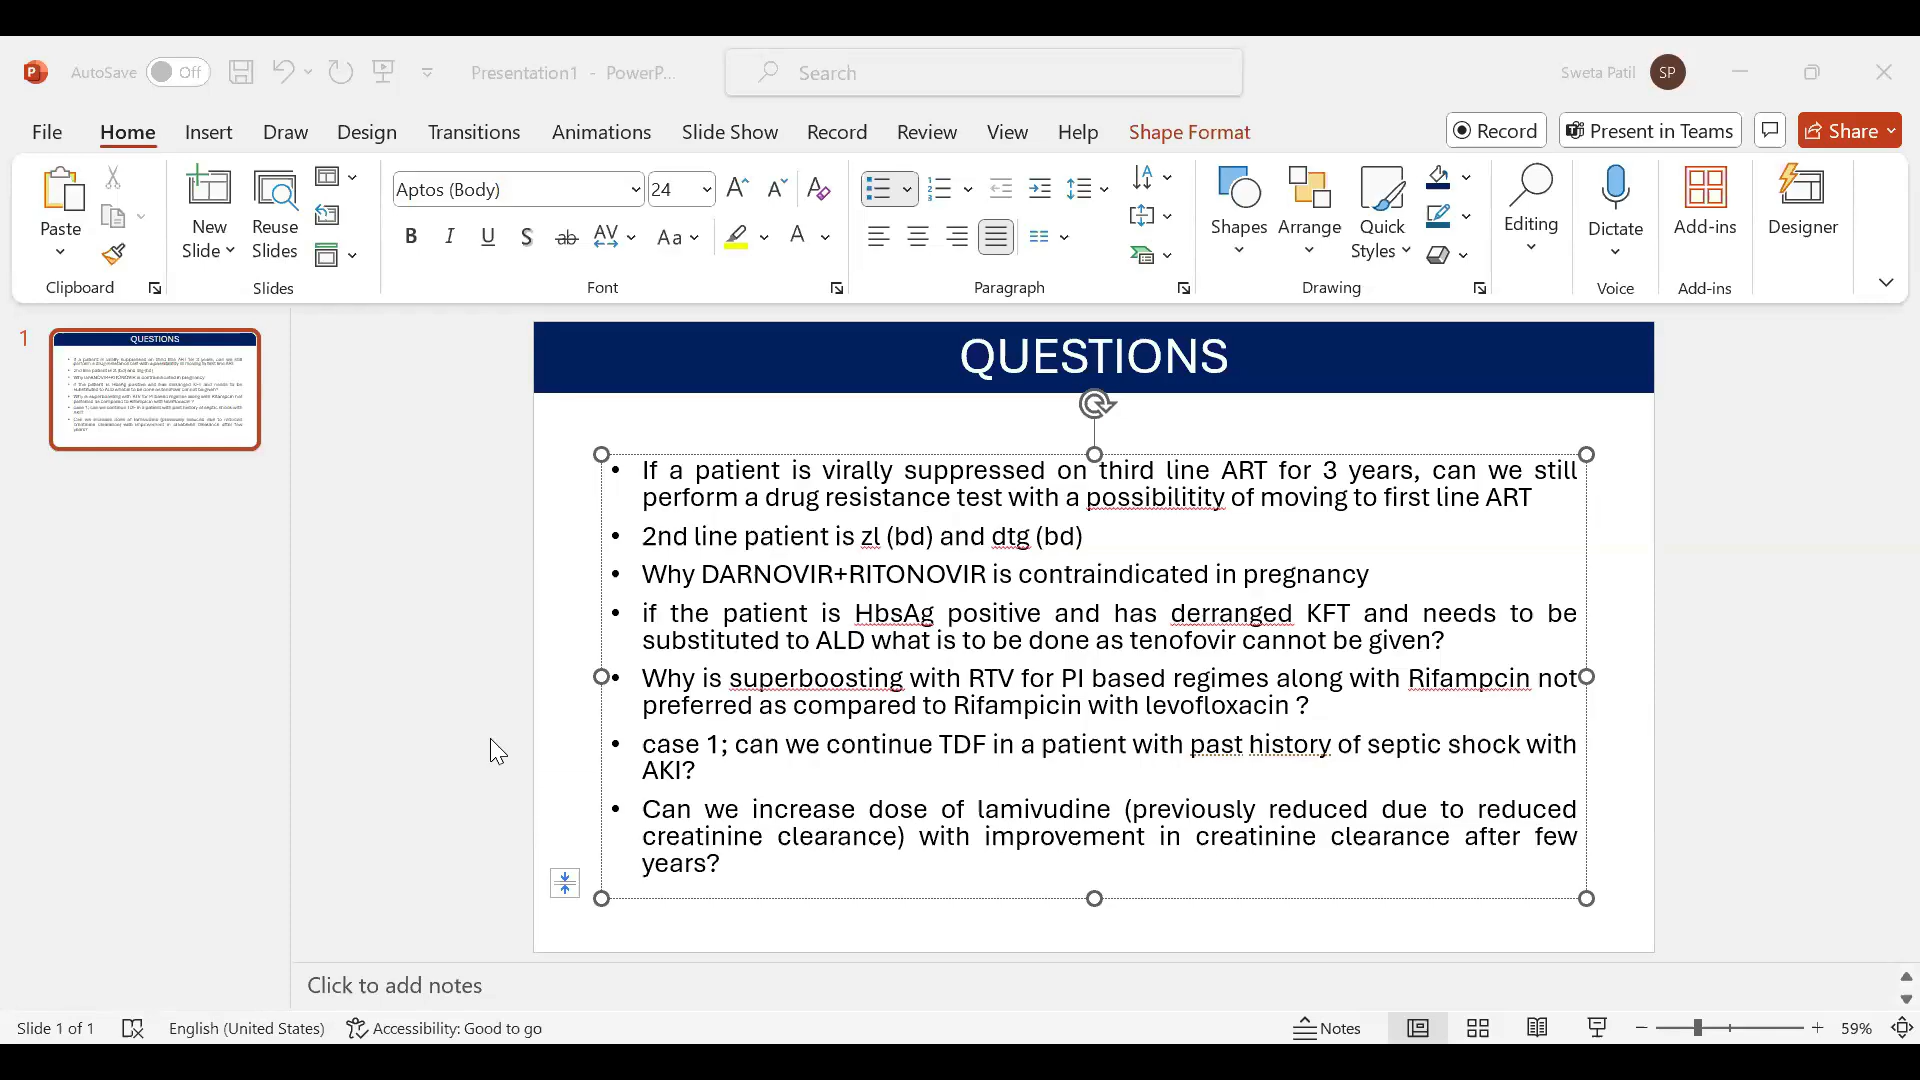 AutoSave Off Presentation1 - PowerP... Search Sweta Patil SP
File Home Insert Draw Design Transitions Animations Slide Show Record Review View Help Shape Format Record Present in Teams Share
Aptos (Body) 24
Paste New Slide Reuse Slides Shapes Arrange Quick Styles Editing Dictate Add-ins Designer
Clipboard Slides Font Paragraph Drawing Voice Add-ins
1
QUESTIONS
• If a patient is virally suppressed on third line ART for 3 years, can we still
perform a drug resistance test with a possibilitity of moving to first line ART
• 2nd line patient is zl (bd) and dtg (bd)
• Why DARNOVIR+RITONOVIR is contraindicated in pregnancy
• if the patient is HbsAg positive and has derranged KFT and needs to be
substituted to ALD what is to be done as tenofovir cannot be given?
• Why is superboosting with RTV for PI based regimes along with Rifampcin not
preferred as compared to Rifampicin with levofloxacin ?
• case 1; can we continue TDF in a patient with past history of septic shock with
AKI?
• Can we increase dose of lamivudine (previously reduced due to reduced
creatinine clearance) with improvement in creatinine clearance after few
years?
Click to add notes
Slide 1 of 1 English (United States) Accessibility: Good to go Notes 59%